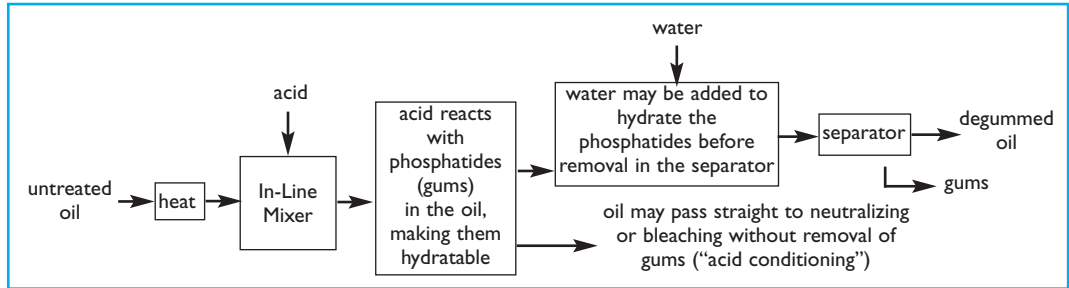 water
acid
water may be added to
hydrate the
phosphatides before
removal in the separator
acid reacts
with
phosphatides
(gums)
in the oil,
making them
hydratable
separator
degummed
oil
gums
untreated
oil
heat
In-Line
Mixer
oil may pass straight to neutralizing
or bleaching without removal of
gums (“acid conditioning”)